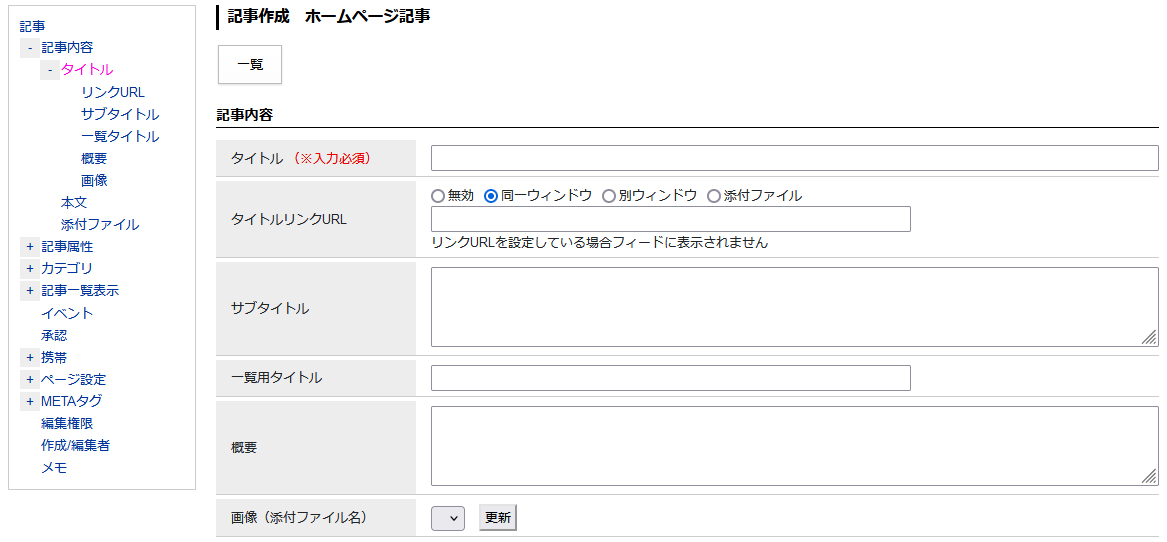 記事
- 記事内容
- タイトル
リンクURL
サブタイトル
一覧タイトル
概要
画像
本文
添付ファイル
+ 記事属性
+ カテゴリ
+ 記事一覧表示
イベント
承認
+ 携帯
+ ページ設定
+ METAタグ
編集権限
作成/編集者
メモ
記事作成　ホームページ記事
一覧
記事内容
タイトル （※入力必須）
タイトルリンクURL
無効 同一ウィンドウ 別ウィンドウ 添付ファイル
リンクURLを設定している場合フィードに表示されません
サブタイトル
一覧用タイトル
概要
画像（添付ファイル名）
更新